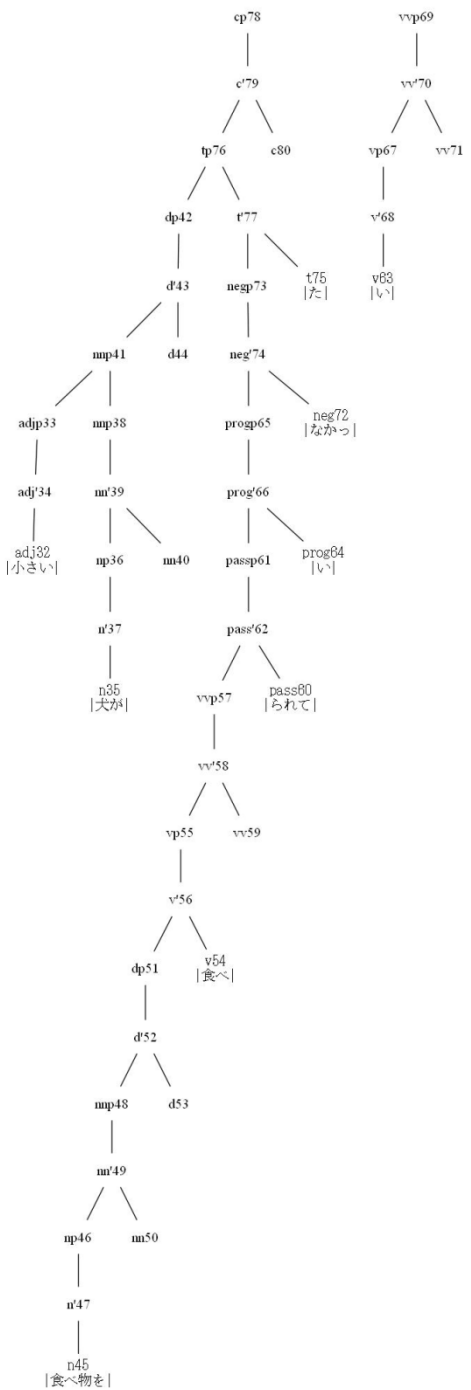 cp78 vvp69
c'79 vv'70
tp76 c80 vp67 vv71
dp42 t'77 v'68
d'43 negp73 t75 v63
|た| |い|
nnp41 d44 neg'74
adjp33 nnp38 progp65 neg72
|なかっ|
adj'34 nn'39 prog'66
adj32 np36 nn40 passp61 prog64
|小さい| |い|
n'37 pass'62
n35 vvp57 pass60
|犬が| |られて|
vv'58
vp55 vv59
v'56
dp51 v54
|食べ|
d'52
nnp48 d53
nn'49
np46 nn50
n'47
n45
|食べ物を|